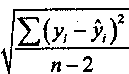 √(∑(yᵢ − ŷᵢ)² / (n − 2))